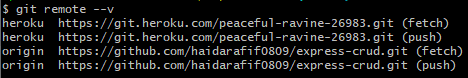 $ git remote --v
heroku  https://git.heroku.com/peaceful-ravine-26983.git (fetch)
heroku  https://git.heroku.com/peaceful-ravine-26983.git (push)
origin  https://github.com/haidarafif0809/express-crud.git (fetch)
origin  https://github.com/haidarafif0809/express-crud.git (push)